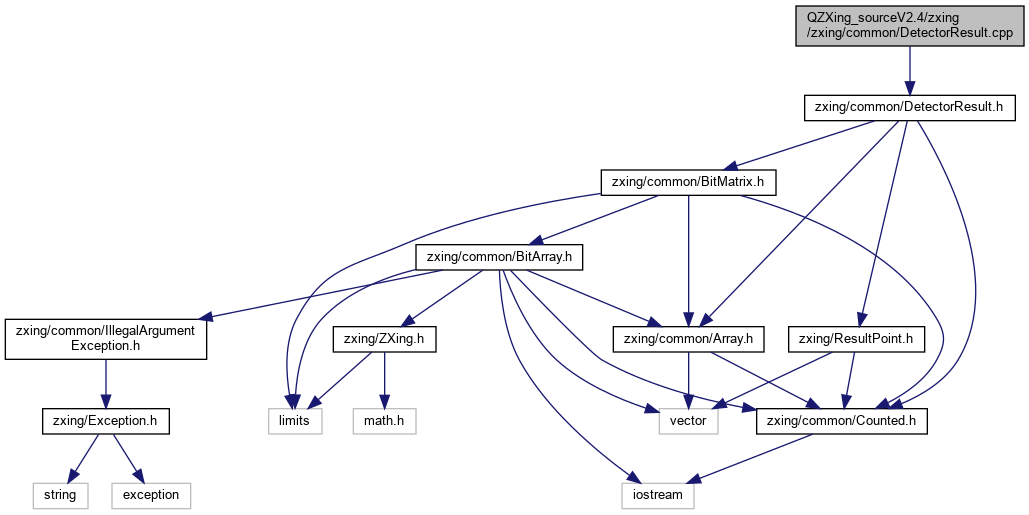 QZXing_sourceV2.4/zxing
/zxing/common/DetectorResult.cpp
zxing/common/DetectorResult.h
zxing/common/BitMatrix.h
zxing/common/BitArray.h
zxing/common/IllegalArgument
Exception.h
zxing/ZXing.h
zxing/common/Array.h
zxing/ResultPoint.h
zxing/Exception.h
limits
math.h
vector
zxing/common/Counted.h
string
exception
iostream